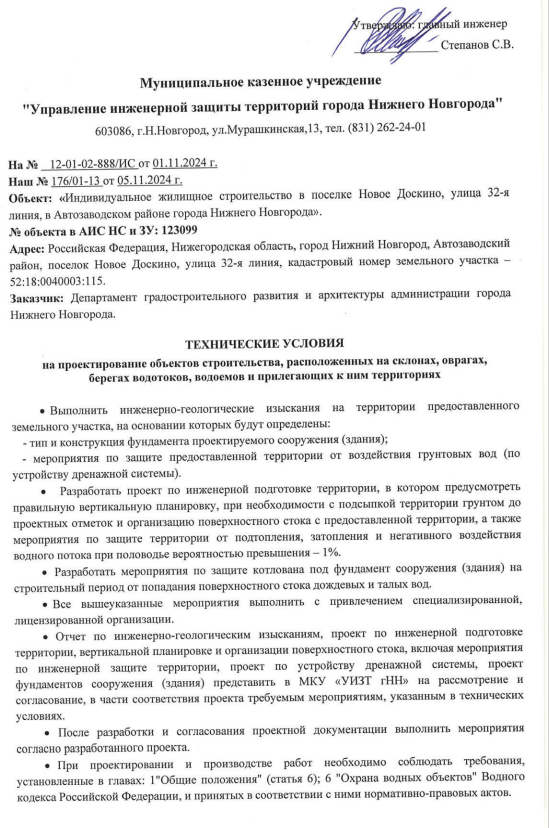 Утверждаю: главный инженер
Степанов С.В.
Муниципальное казенное учреждение
"Управление инженерной защиты территорий города Нижнего Новгорода"
603086, г.Н.Новгород, ул.Мурашкинская,13, тел. (831) 262-24-01
На № 12-01-02-888/ИС от 01.11.2024 г.
Наш № 176/01-13 от 05.11.2024 г.
Объект: «Индивидуальное жилищное строительство в поселке Новое Доскино, улица 32-я
линия, в Автозаводском районе города Нижнего Новгорода».
№ объекта в АИС НС и ЗУ: 123099
Адрес: Российская Федерация, Нижегородская область, город Нижний Новгород, Автозаводский
район, поселок Новое Доскино, улица 32-я линия, кадастровый номер земельного участка –
52:18:0040003:115.
Заказчик: Департамент градостроительного развития и архитектуры администрации города
Нижнего Новгорода.
ТЕХНИЧЕСКИЕ УСЛОВИЯ
на проектирование объектов строительства, расположенных на склонах, оврагах,
берегах водотоков, водоемов и прилегающих к ним территориях
• Выполнить инженерно-геологические изыскания на территории предоставленного
земельного участка, на основании которых будут определены:
- тип и конструкция фундамента проектируемого сооружения (здания);
- мероприятия по защите предоставленной территории от воздействия грунтовых вод (по
устройству дренажной системы).
• Разработать проект по инженерной подготовке территории, в котором предусмотреть
правильную вертикальную планировку, при необходимости с подсыпкой территории грунтом до
проектных отметок и организацию поверхностного стока с предоставленной территории, а также
мероприятия по защите территории от подтопления, затопления и негативного воздействия
водного потока при половодье вероятностью превышения – 1%.
• Разработать мероприятия по защите котлована под фундамент сооружения (здания) на
строительный период от попадания поверхностного стока дождевых и талых вод.
• Все вышеуказанные мероприятия выполнить с привлечением специализированной,
лицензированной организации.
• Отчет по инженерно-геологическим изысканиям, проект по инженерной подготовке
территории, вертикальной планировке и организации поверхностного стока, включая мероприятия
по инженерной защите территории, проект по устройству дренажной системы, проект
фундаментов сооружения (здания) представить в МКУ «УИЗТ гНН» на рассмотрение и
согласование, в части соответствия проекта требуемым мероприятиям, указанным в технических
условиях.
• После разработки и согласования проектной документации выполнить мероприятия
согласно разработанного проекта.
• При проектировании и производстве работ необходимо соблюдать требования,
установленные в главах: 1"Общие положения" (статья 6); 6 "Охрана водных объектов" Водного
кодекса Российской Федерации, и принятых в соответствии с ними нормативно-правовых актов.